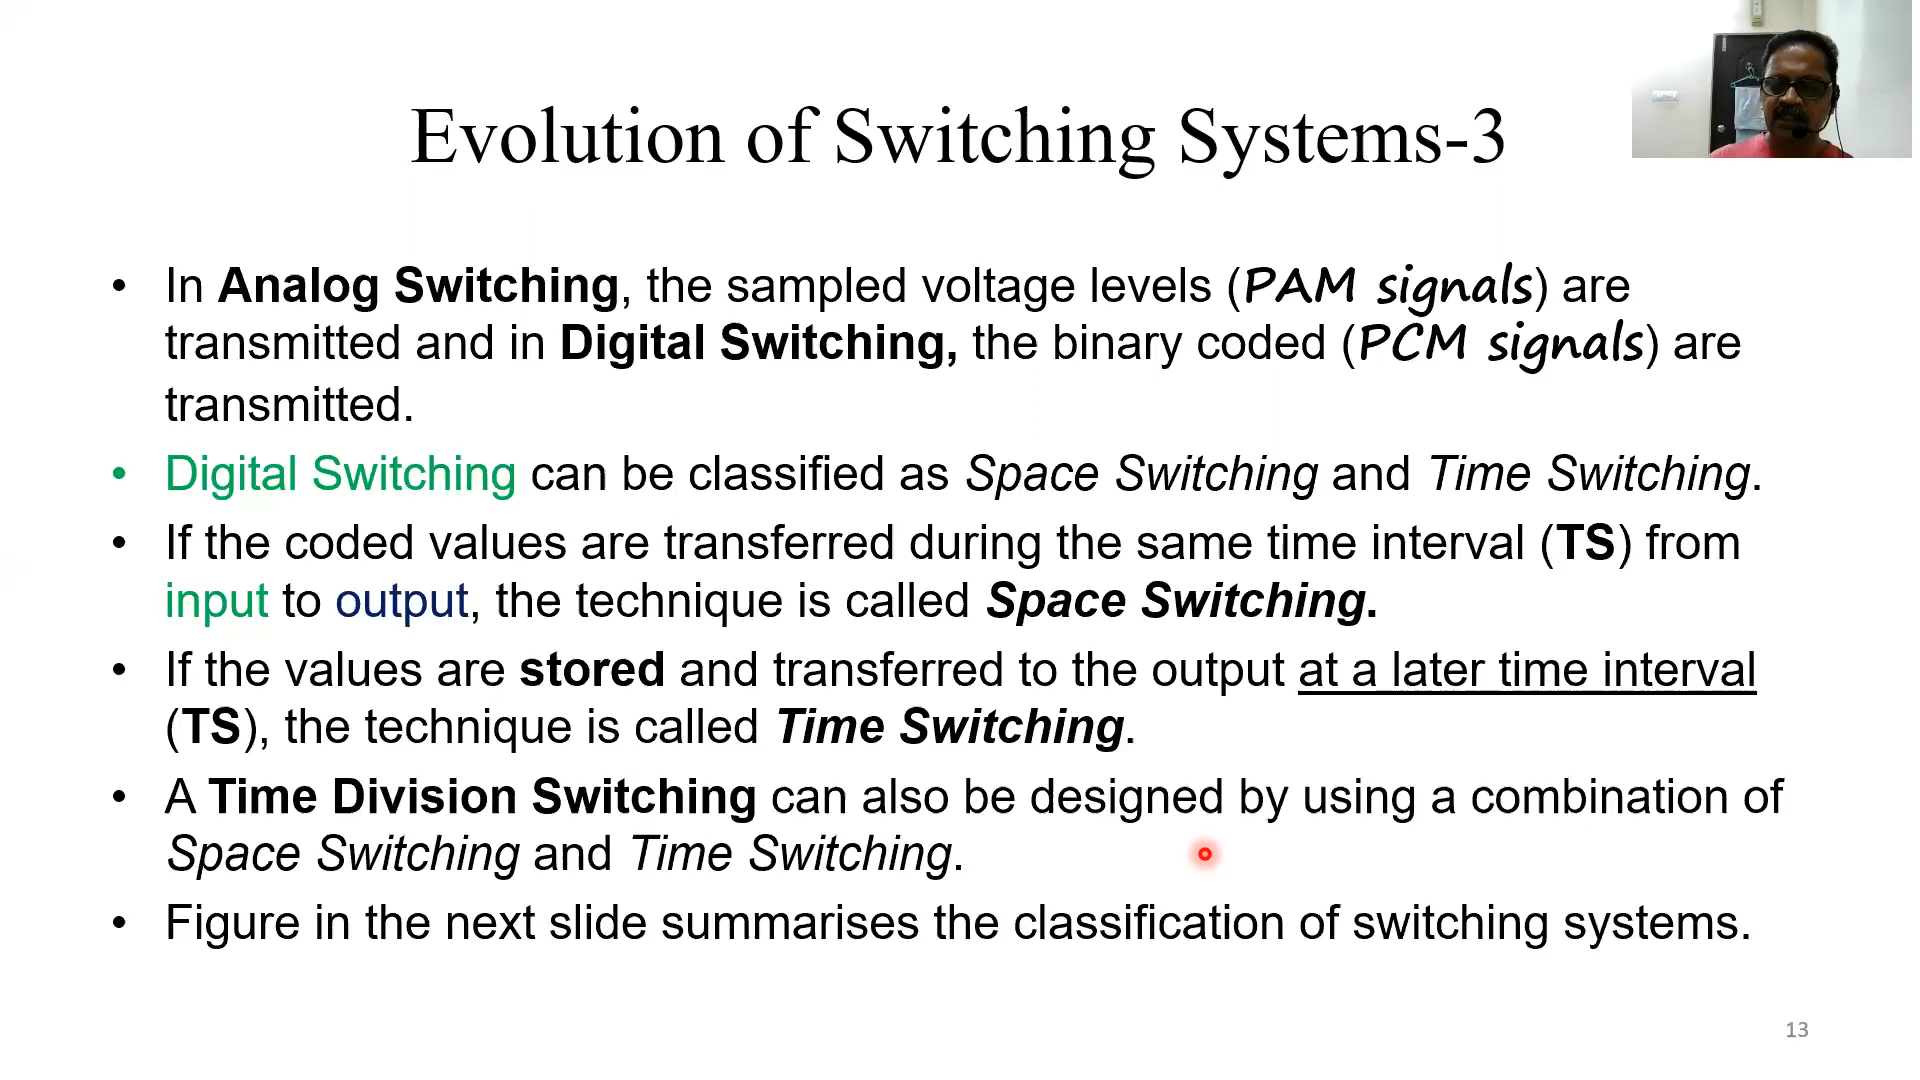 Evolution of Switching Systems-3
• In Analog Switching, the sampled voltage levels (PAM signals) are
transmitted and in Digital Switching, the binary coded (PCM signals) are
transmitted.
• Digital Switching can be classified as Space Switching and Time Switching.
• If the coded values are transferred during the same time interval (TS) from
input to output, the technique is called Space Switching.
• If the values are stored and transferred to the output at a later time interval
(TS), the technique is called Time Switching.
• A Time Division Switching can also be designed by using a combination of
Space Switching and Time Switching.
• Figure in the next slide summarises the classification of switching systems.
13